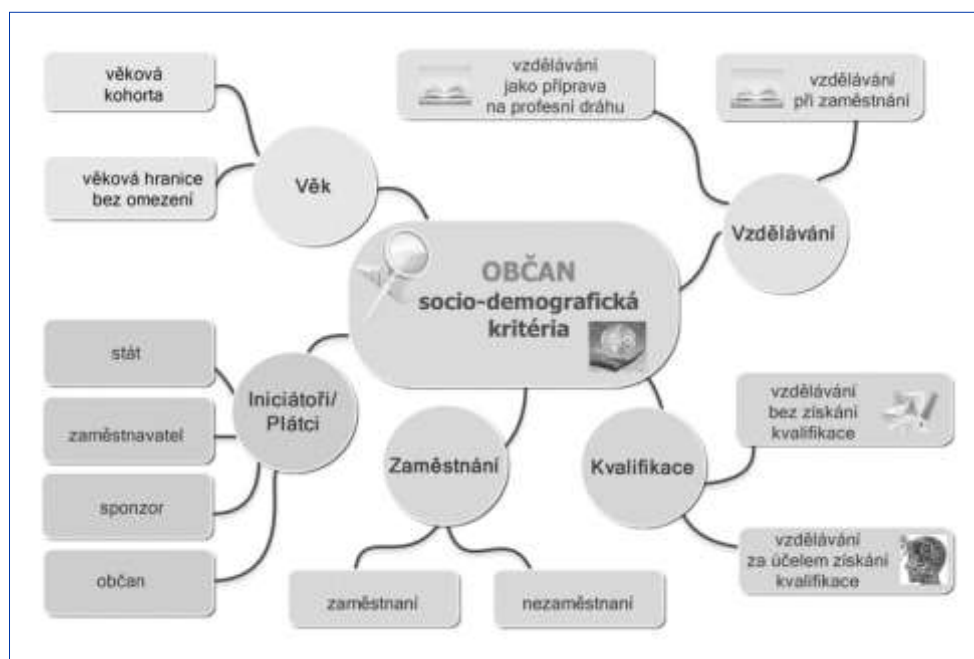 věková
kohorta
věková hranice
bez omezení
Věk
vzdělávání
jako příprava
na profesní dráhu
vzdělávání
při zaměstnání
Vzdělávání
OBČAN
socio-demografická
kritéria
stát
zaměstnavatel
sponzor
občan
Iniciátoři/
Plátci
Zaměstnání
zaměstnaní
nezaměstnaní
Kvalifikace
vzdělávání
bez získání
kvalifikace
vzdělávání
za účelem získání
kvalifikace